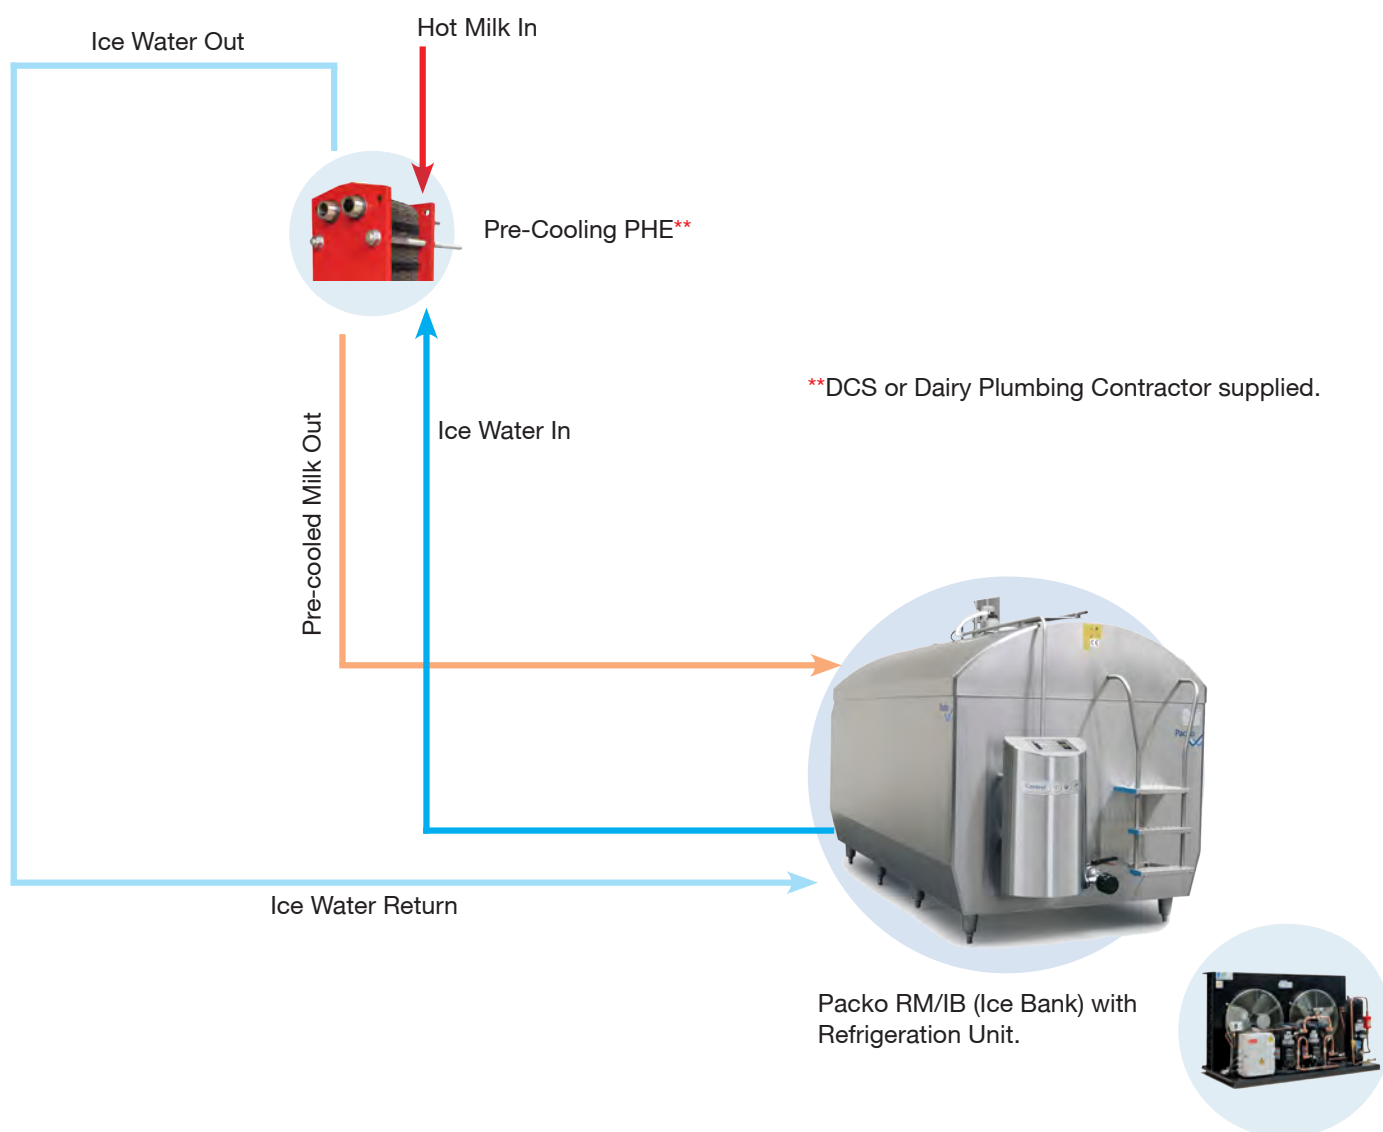 Hot Milk In
Ice Water Out
Pre-Cooling PHE**
**DCS or Dairy Plumbing Contractor supplied.
Ice Water In
Pre-cooled Milk Out
Packo
Ice Water Return
Packo RM/IB (Ice Bank) with
Refrigeration Unit.